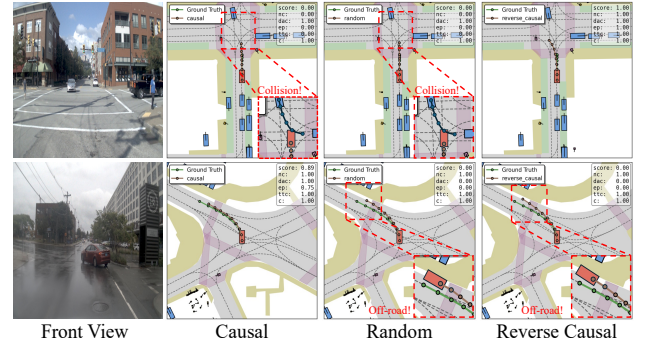 Ground Truth
causal
score: 0.00
nc: 0.00
dac: 1.00
ep: 0.00
ttc: 0.00
c: 1.00
Collision!
Ground Truth
random
score: 0.00
nc: 0.00
dac: 1.00
ep: 0.00
ttc: 0.00
c: 1.00
Collision!
Ground Truth
reverse_causal
score: 1.00
nc: 1.00
dac: 1.00
ep: 1.00
ttc: 1.00
c: 1.00
Ground Truth
causal
score: 0.89
nc: 1.00
dac: 1.00
ep: 0.75
ttc: 1.00
c: 1.00
Ground Truth
random
score: 0.00
nc: 1.00
dac: 0.00
ep: 0.00
ttc: 1.00
c: 1.00
Off-road!
Ground Truth
reverse_causal
score: 0.00
nc: 1.00
dac: 0.00
ep: 0.00
ttc: 1.00
c: 1.00
Off-road!
Front View
Causal
Random
Reverse Causal